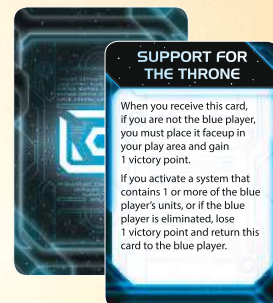 SUPPORT FOR
THE THRONE
When you receive this card,
if you are not the blue player,
you must place it faceup in
your play area and gain
1 victory point.
If you activate a system that
contains 1 or more of the blue
player's units, or if the blue
player is eliminated, lose
1 victory point and return this
card to the blue player.